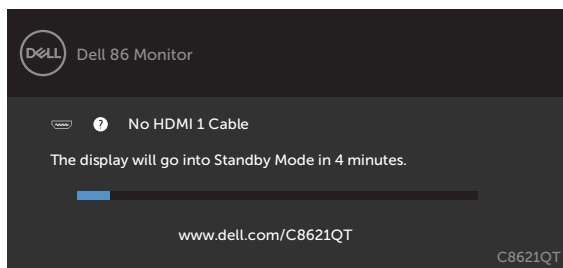 DELL
Dell 86 Monitor
? No HDMI 1 Cable
The display will go into Standby Mode in 4 minutes.
www.dell.com/C8621QT
C8621QT